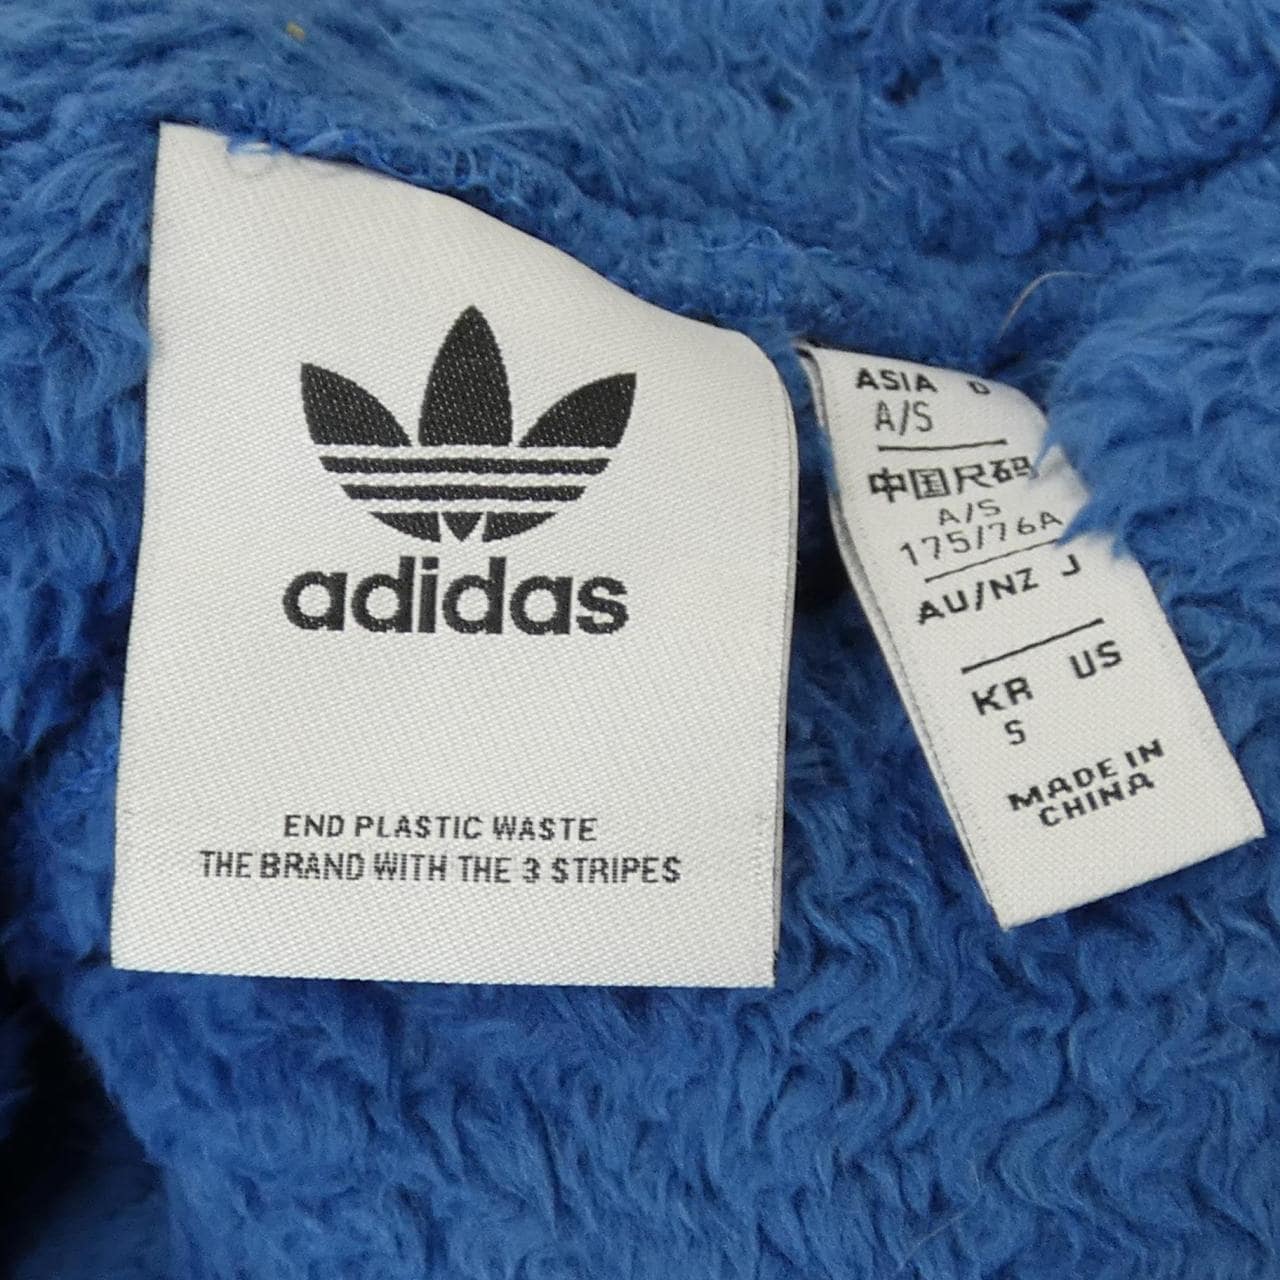 adidas
END PLASTIC WASTE
THE BRAND WITH THE 3 STRIPES
ASIA D
A/S
中国尺码
A/S
175/76A
AU/NZ J
KR US
S
MADE IN
CHINA